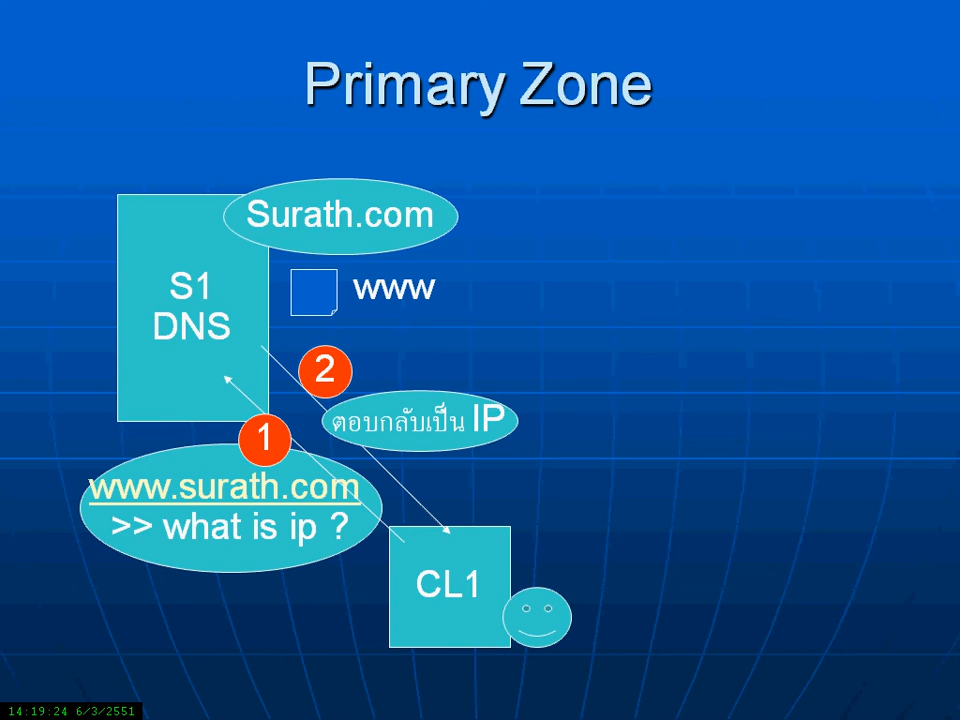 Primary Zone
Surath.com
S1
DNS
www
2
ตอบกลับเป็น IP
1
www.surath.com
>> what is ip ?
CL1
14:19:24 6/3/2551